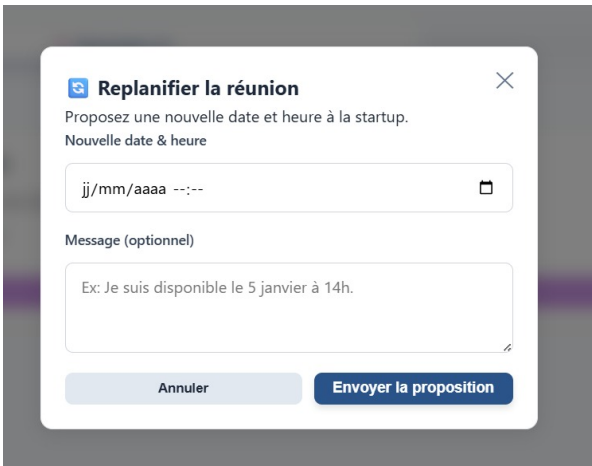 Replanifier la réunion
Proposez une nouvelle date et heure à la startup.
Nouvelle date & heure
jj/mm/aaaa --:--
Message (optionnel)
Ex: Je suis disponible le 5 janvier à 14h.
Annuler
Envoyer la proposition